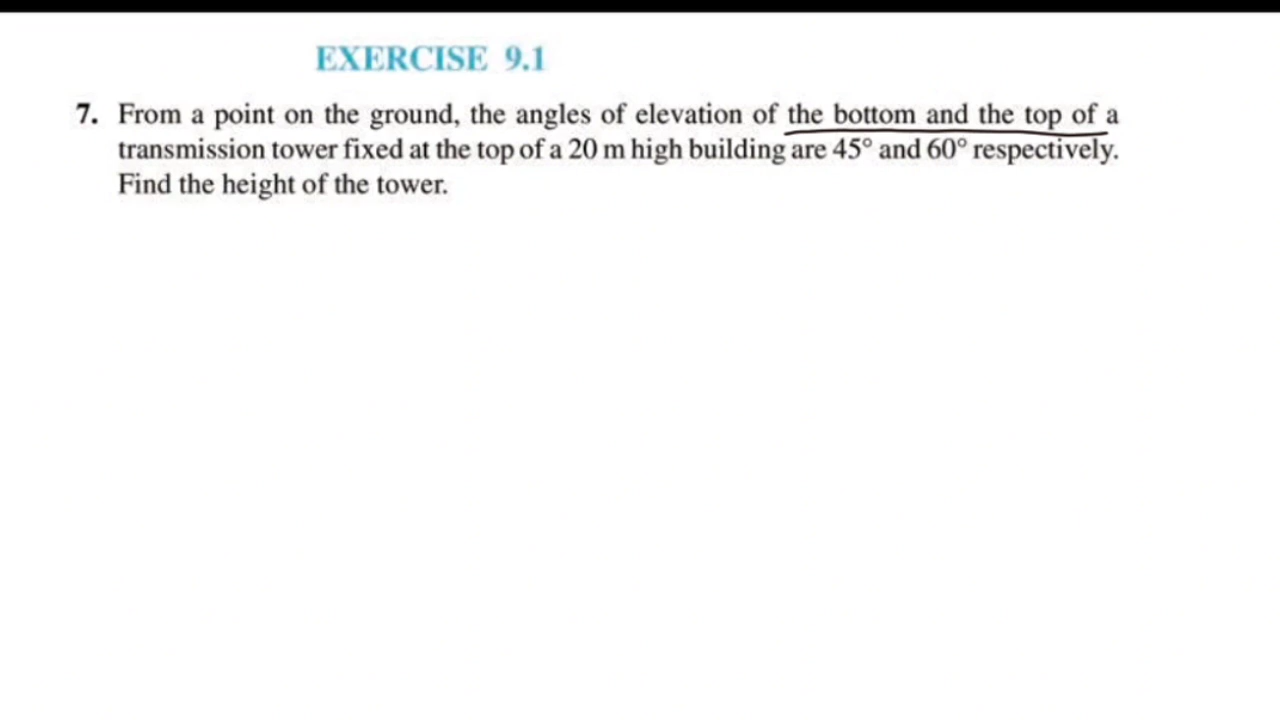 EXERCISE 9.1
7. From a point on the ground, the angles of elevation of the bottom and the top of a
transmission tower fixed at the top of a 20 m high building are 45° and 60° respectively.
Find the height of the tower.